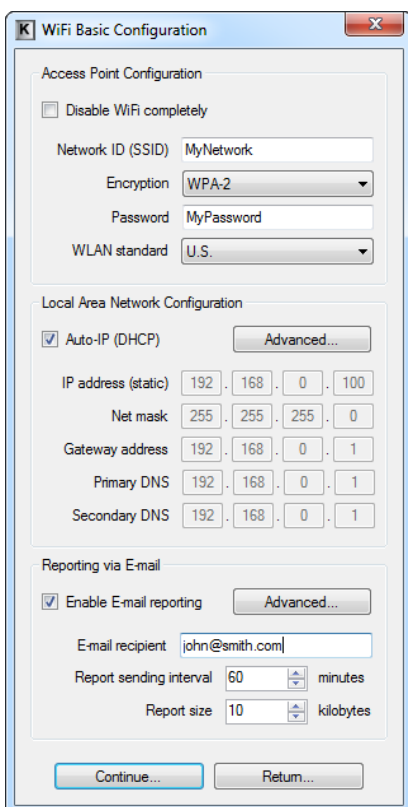 K WiFi Basic Configuration
Access Point Configuration
Disable WiFi completely
Network ID (SSID) MyNetwork
Encryption WPA-2
Password MyPassword
WLAN standard U.S.
Local Area Network Configuration
Auto-IP (DHCP) Advanced...
IP address (static) 192 . 168 . 0 . 100
Net mask 255 . 255 . 255 . 0
Gateway address 192 . 168 . 0 . 1
Primary DNS 192 . 168 . 0 . 1
Secondary DNS 192 . 168 . 0 . 1
Reporting via E-mail
Enable E-mail reporting Advanced...
E-mail recipient john@smith.com
Report sending interval 60 minutes
Report size 10 kilobytes
Continue... Return...